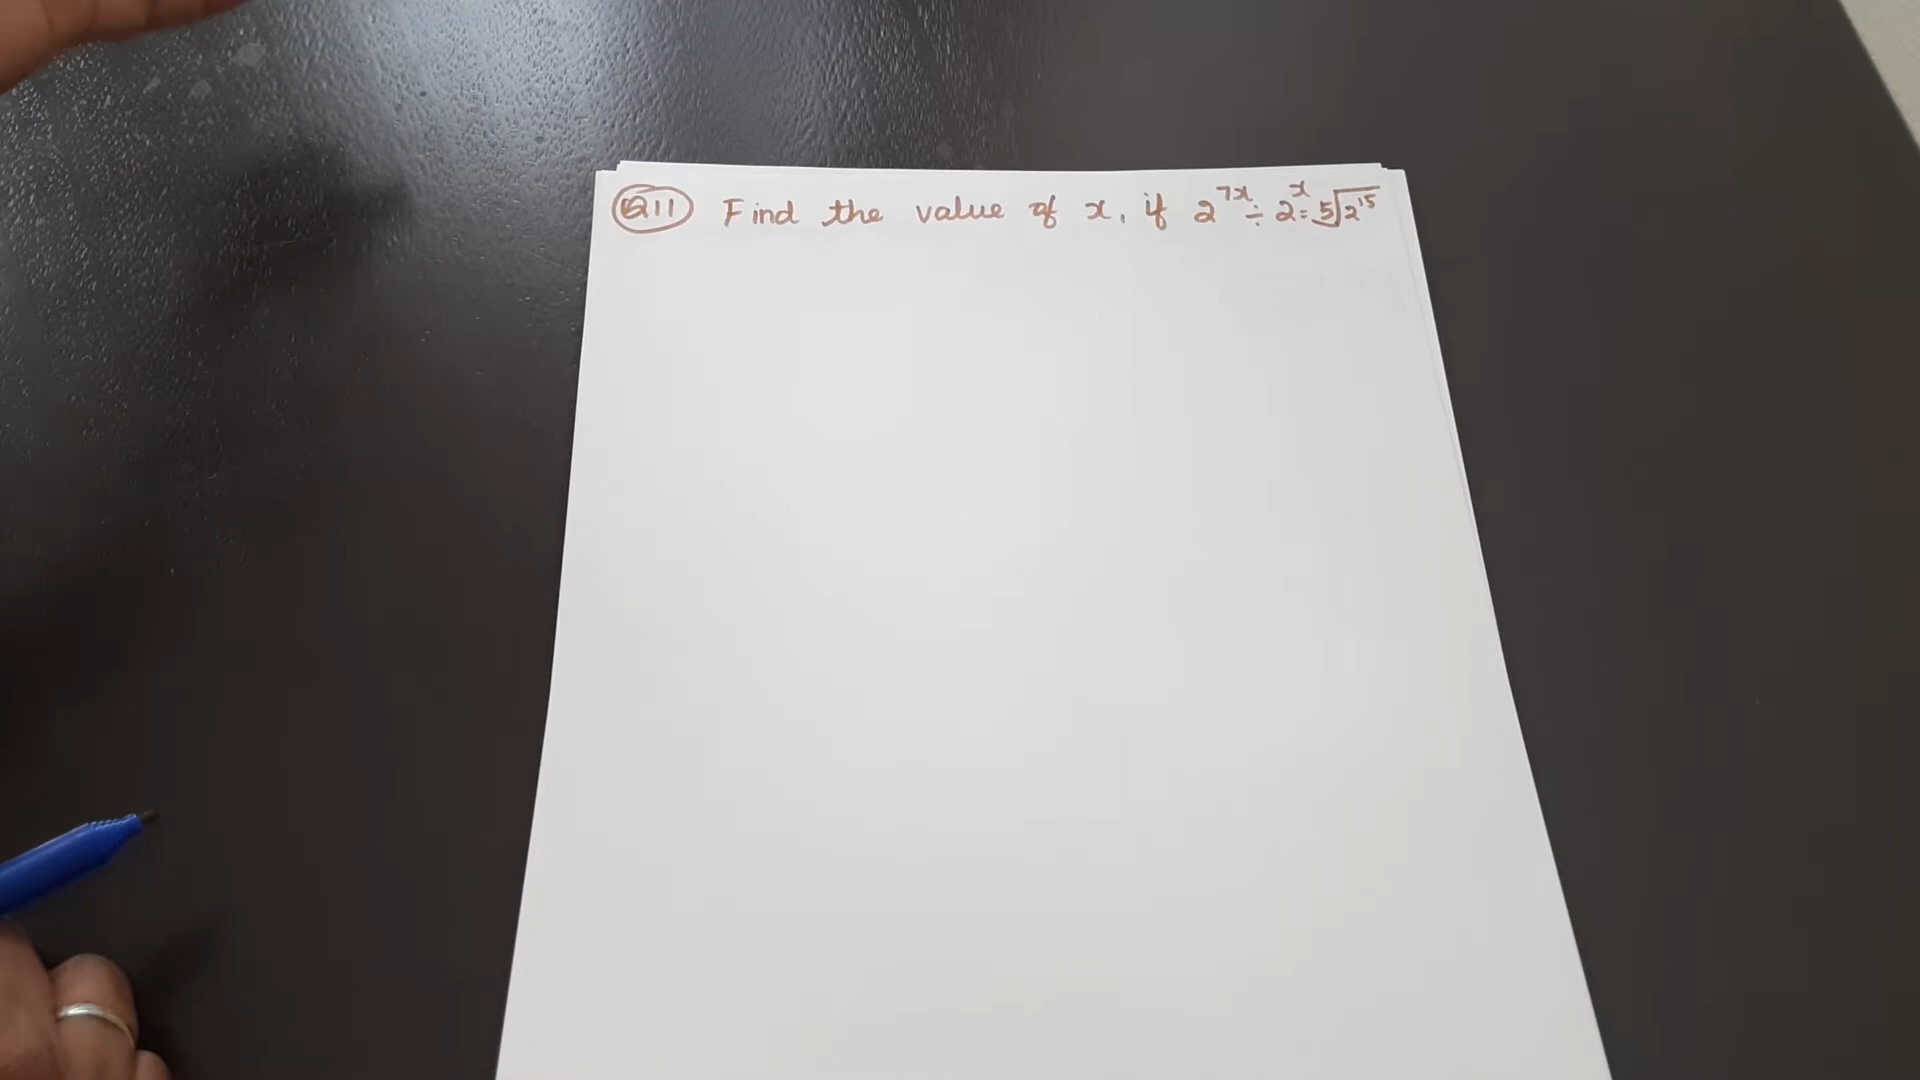 Q11 Find the value of x, if 2^{7x} ÷ 2^{x} = ⁵√2^{15}